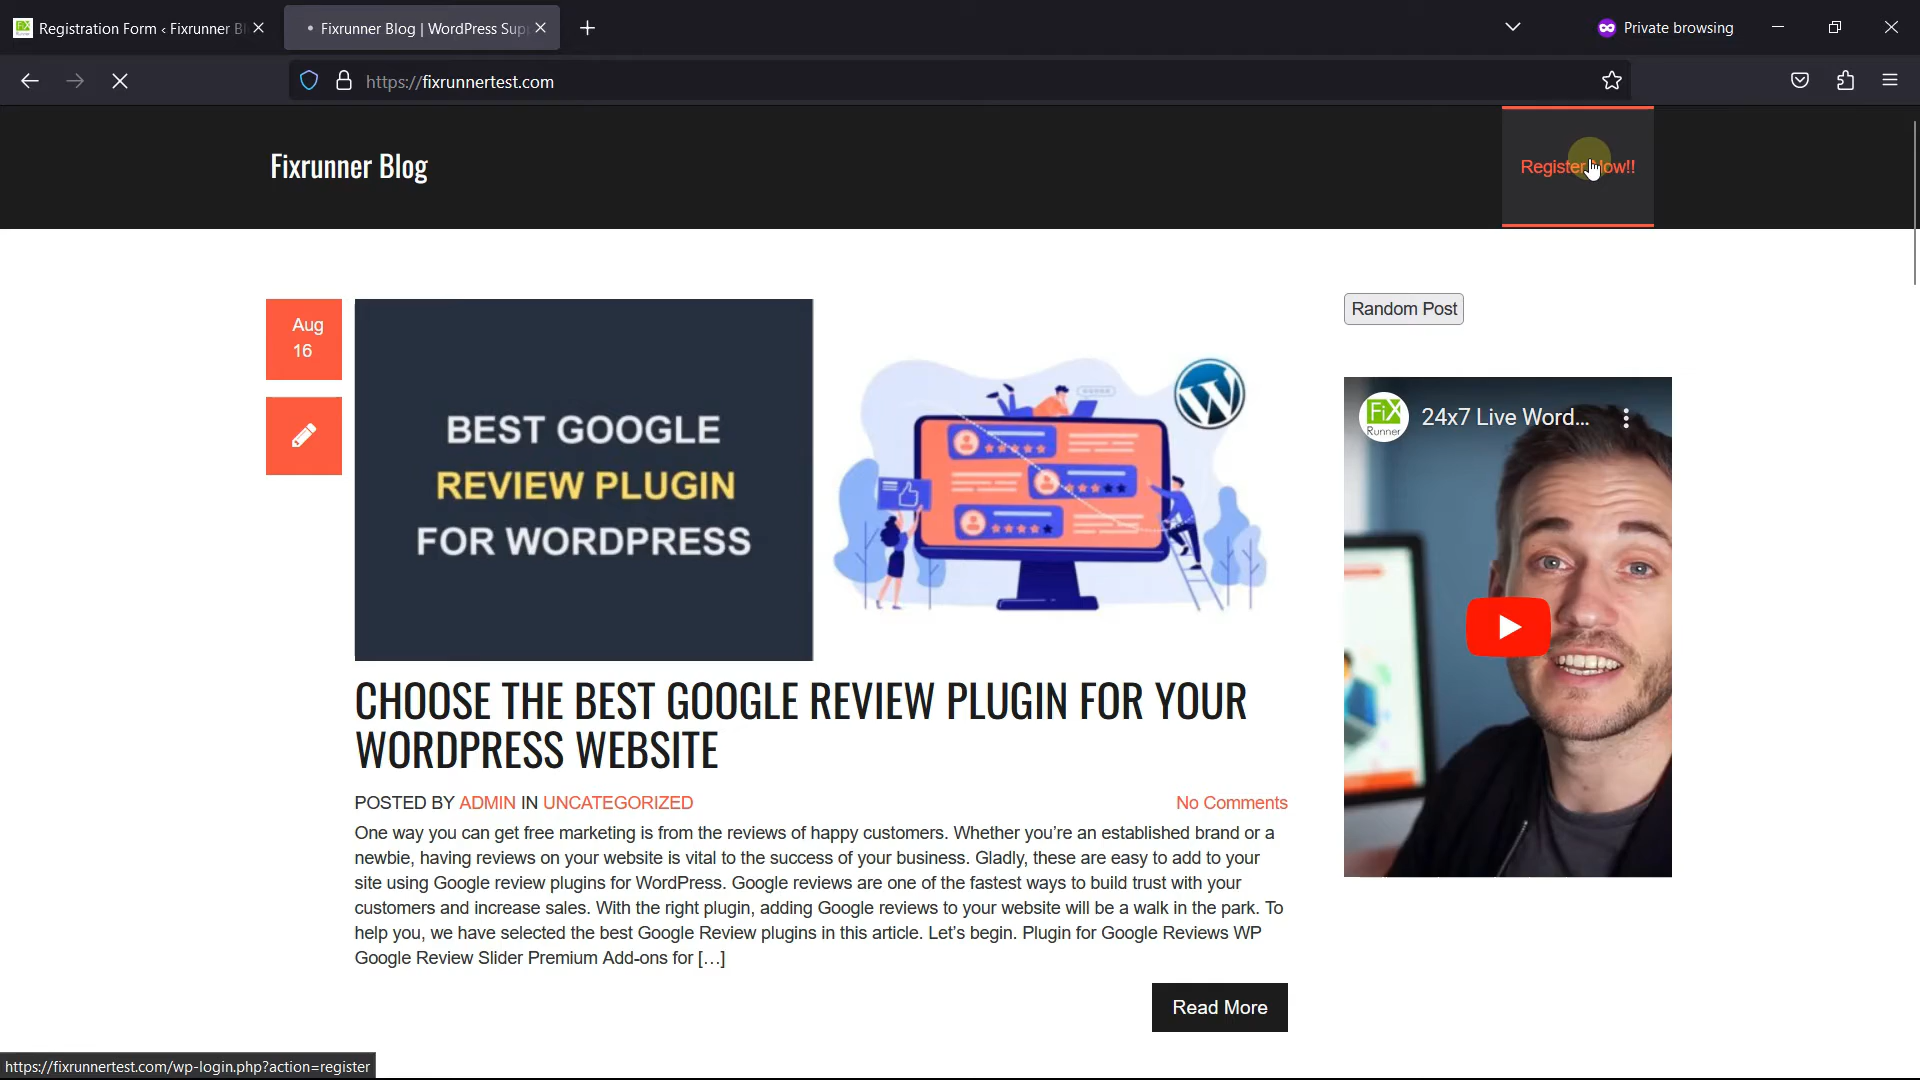 Registration Form ‹ Fixrunner Bl
Fixrunner Blog | WordPress Supp
Private browsing
https://fixrunnertest.com
Fixrunner Blog
Register Now!!
Aug
16
BEST GOOGLE
REVIEW PLUGIN
FOR WORDPRESS
Random Post
FiX
Runner
24x7 Live Word...
CHOOSE THE BEST GOOGLE REVIEW PLUGIN FOR YOUR
WORDPRESS WEBSITE
POSTED BY ADMIN IN UNCATEGORIZED
No Comments
One way you can get free marketing is from the reviews of happy customers. Whether you’re an established brand or a
newbie, having reviews on your website is vital to the success of your business. Gladly, these are easy to add to your
site using Google review plugins for WordPress. Google reviews are one of the fastest ways to build trust with your
customers and increase sales. With the right plugin, adding Google reviews to your website will be a walk in the park. To
help you, we have selected the best Google Review plugins in this article. Let’s begin. Plugin for Google Reviews WP
Google Review Slider Premium Add-ons for […]
Read More
https://fixrunnertest.com/wp-login.php?action=register